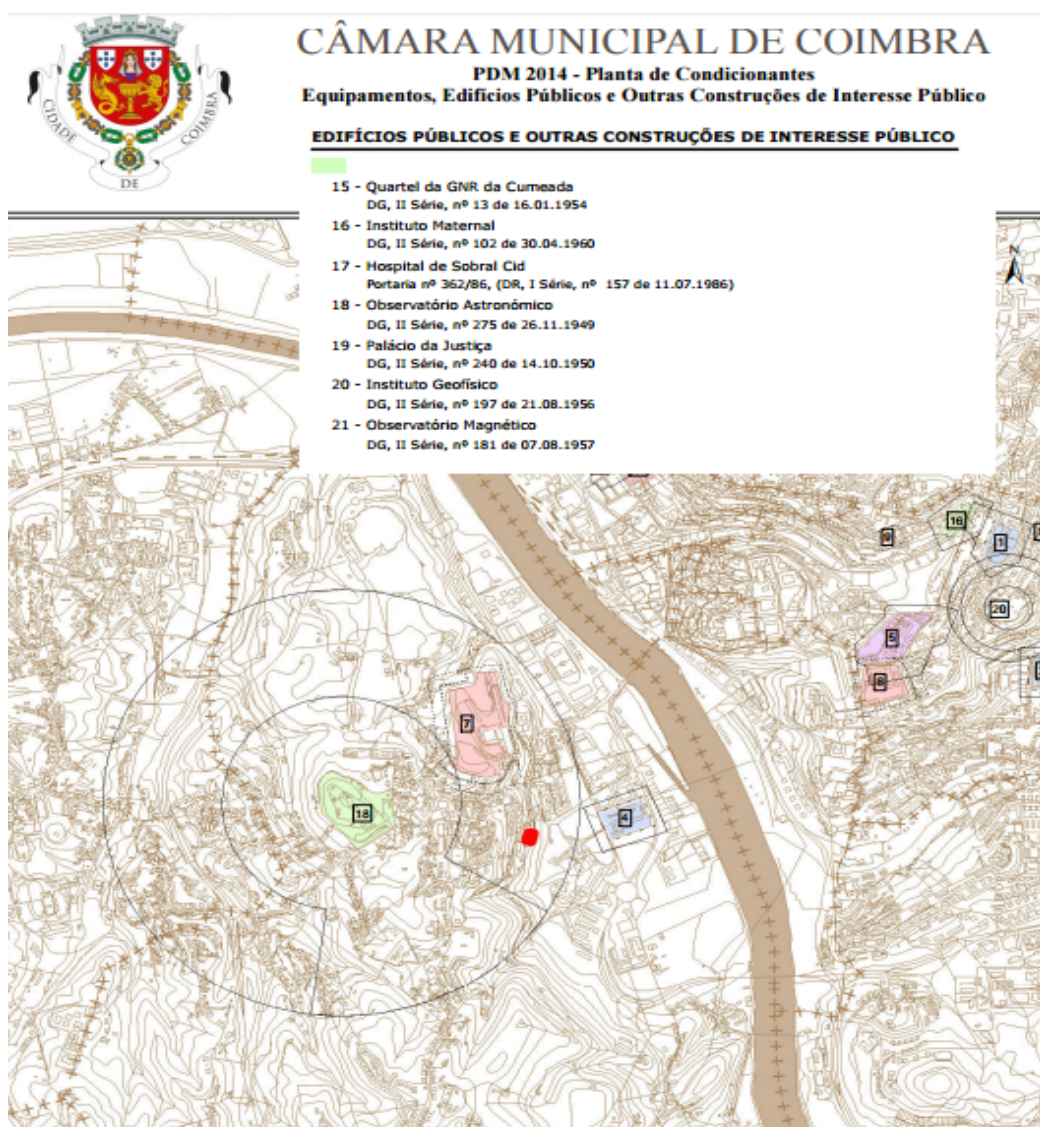 CÂMARA MUNICIPAL DE COIMBRA
PDM 2014 - Planta de Condicionantes
Equipamentos, Edifícios Públicos e Outras Construções de Interesse Público
CIDADE
DE
COIMBRA
EDIFÍCIOS PÚBLICOS E OUTRAS CONSTRUÇÕES DE INTERESSE PÚBLICO
15 - Quartel da GNR da Cumeada
DG, II Série, nº 13 de 16.01.1954
16 - Instituto Maternal
DG, II Série, nº 102 de 30.04.1960
17 - Hospital de Sobral Cid
Portaria nº 362/86, (DR, I Série, nº 157 de 11.07.1986)
18 - Observatório Astronómico
DG, II Série, nº 275 de 26.11.1949
19 - Palácio da Justiça
DG, II Série, nº 240 de 14.10.1950
20 - Instituto Geofísico
DG, II Série, nº 197 de 21.08.1956
21 - Observatório Magnético
DG, II Série, nº 181 de 07.08.1957
N
16
1
20
5
7
18
4